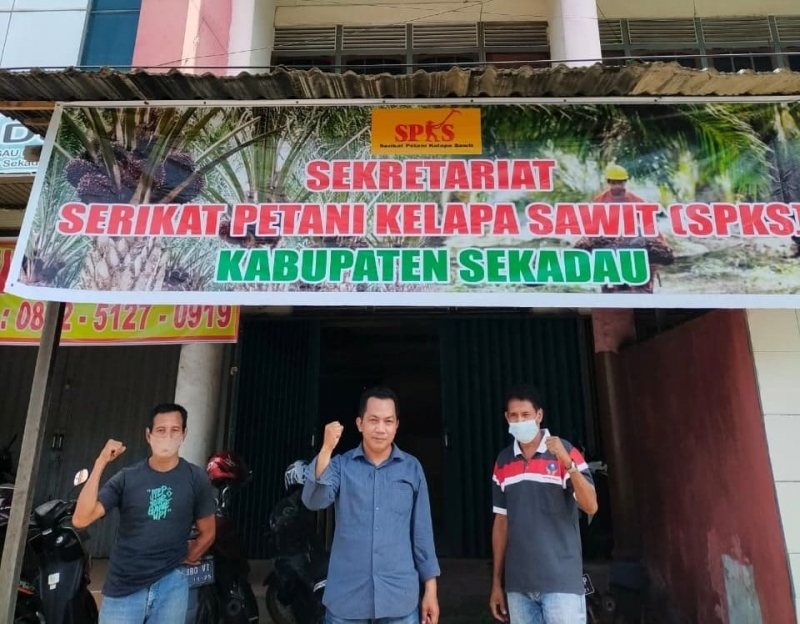 SPKS
Serikat Petani Kelapa Sawit
SEKRETARIAT
SERIKAT PETANI KELAPA SAWIT (SPKS)
KABUPATEN SEKADAU
- 5127 - 0919